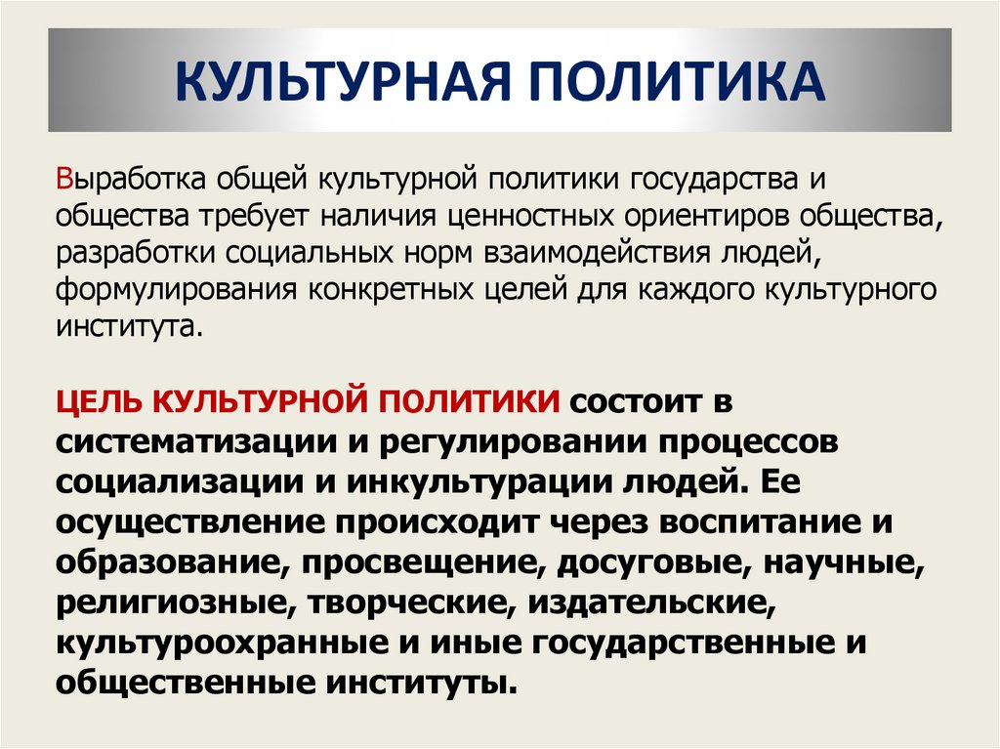 КУЛЬТУРНАЯ ПОЛИТИКА
Выработка общей культурной политики государства и
общества требует наличия ценностных ориентиров общества,
разработки социальных норм взаимодействия людей,
формулирования конкретных целей для каждого культурного
института.
ЦЕЛЬ КУЛЬТУРНОЙ ПОЛИТИКИ состоит в
систематизации и регулировании процессов
социализации и инкультурации людей. Ее
осуществление происходит через воспитание и
образование, просвещение, досуговые, научные,
религиозные, творческие, издательские,
культуроохранные и иные государственные и
общественные институты.